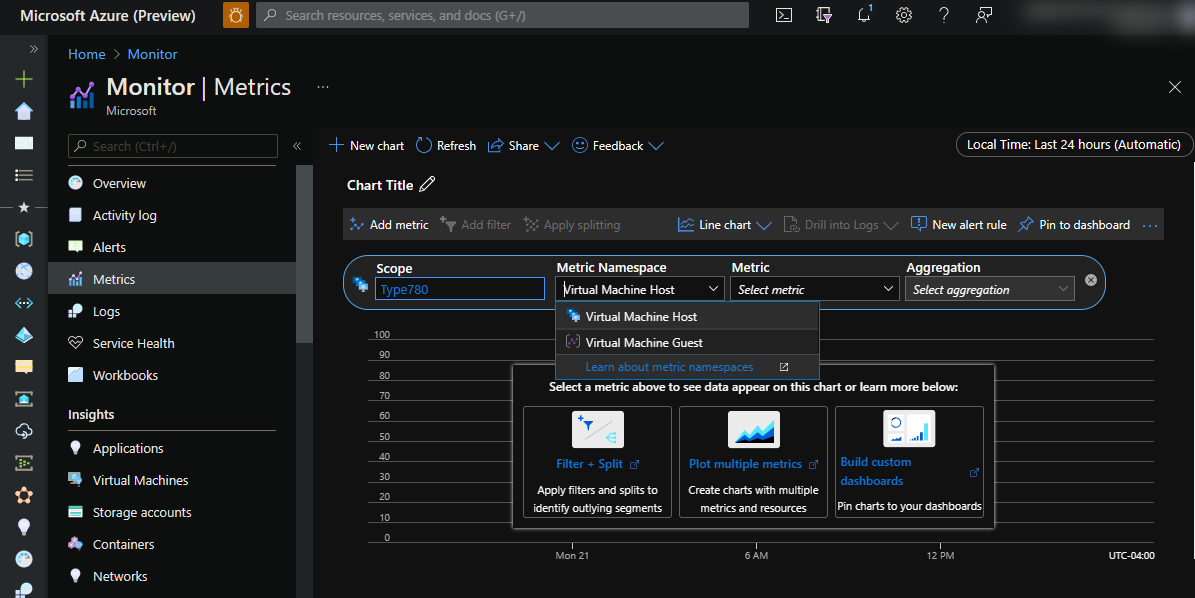 Microsoft Azure (Preview)
Search resources, services, and docs (G+/)
1
Home > Monitor
Monitor | Metrics ...
Microsoft
Search (Ctrl+/)
Overview
Activity log
Alerts
Metrics
Logs
Service Health
Workbooks
Insights
Applications
Virtual Machines
Storage accounts
Containers
Networks
New chart Refresh Share Feedback
Local Time: Last 24 hours (Automatic)
Chart Title
Add metric Add filter Apply splitting Line chart Drill into Logs New alert rule Pin to dashboard ...
Scope Metric Namespace Metric Aggregation
Type780 Virtual Machine Host Select metric Select aggregation
Virtual Machine Host
Virtual Machine Guest
Learn about metric namespaces
100
90
80
70
60
50
40
30
20
10
0
Select a metric above to see data appear on this chart or learn more below:
Filter + Split
Apply filters and splits to
identify outlying segments
Plot multiple metrics
Create charts with multiple
metrics and resources
Build custom
dashboards
Pin charts to your dashboards
Mon 21 6 AM 12 PM UTC-04:00